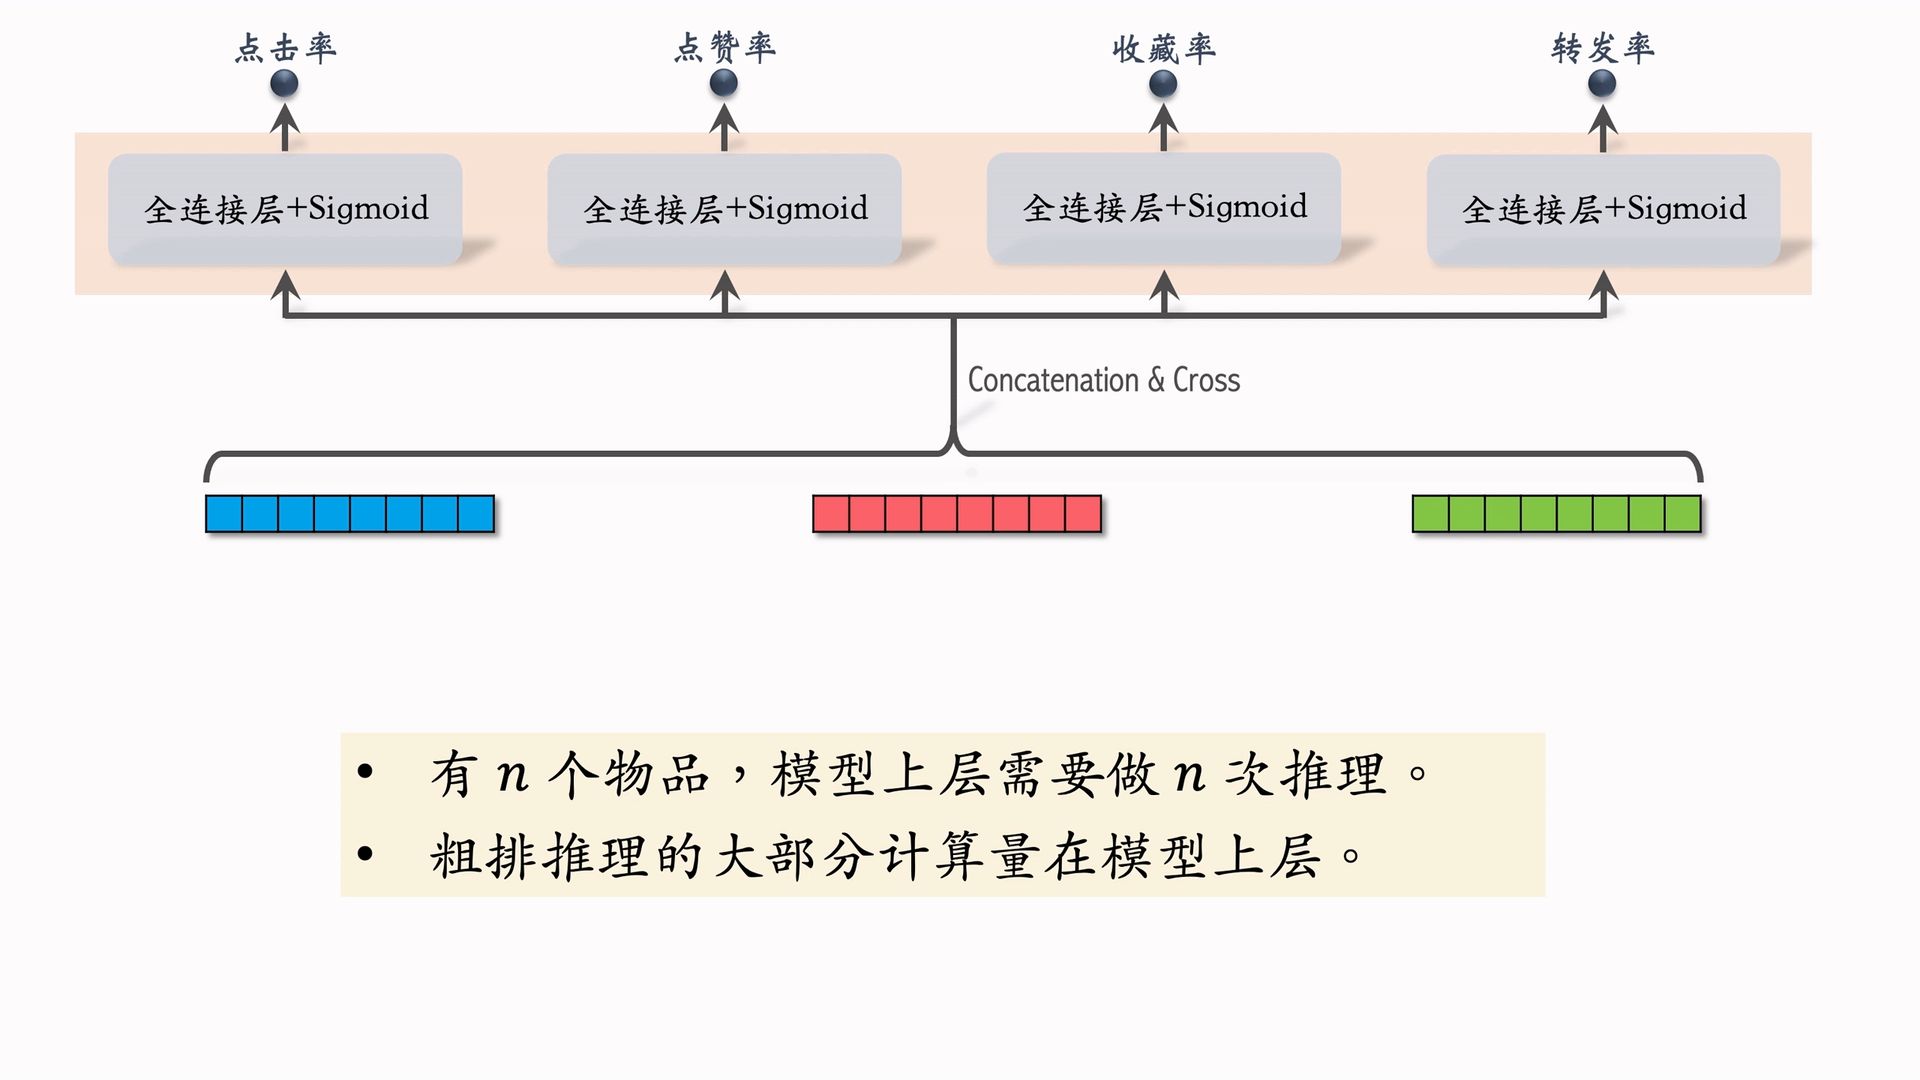 点击率 点赞率 收藏率 转发率
全连接层+Sigmoid 全连接层+Sigmoid 全连接层+Sigmoid 全连接层+Sigmoid
Concatenation & Cross
• 有 n 个物品，模型上层需要做 n 次推理。
• 粗排推理的大部分计算量在模型上层。